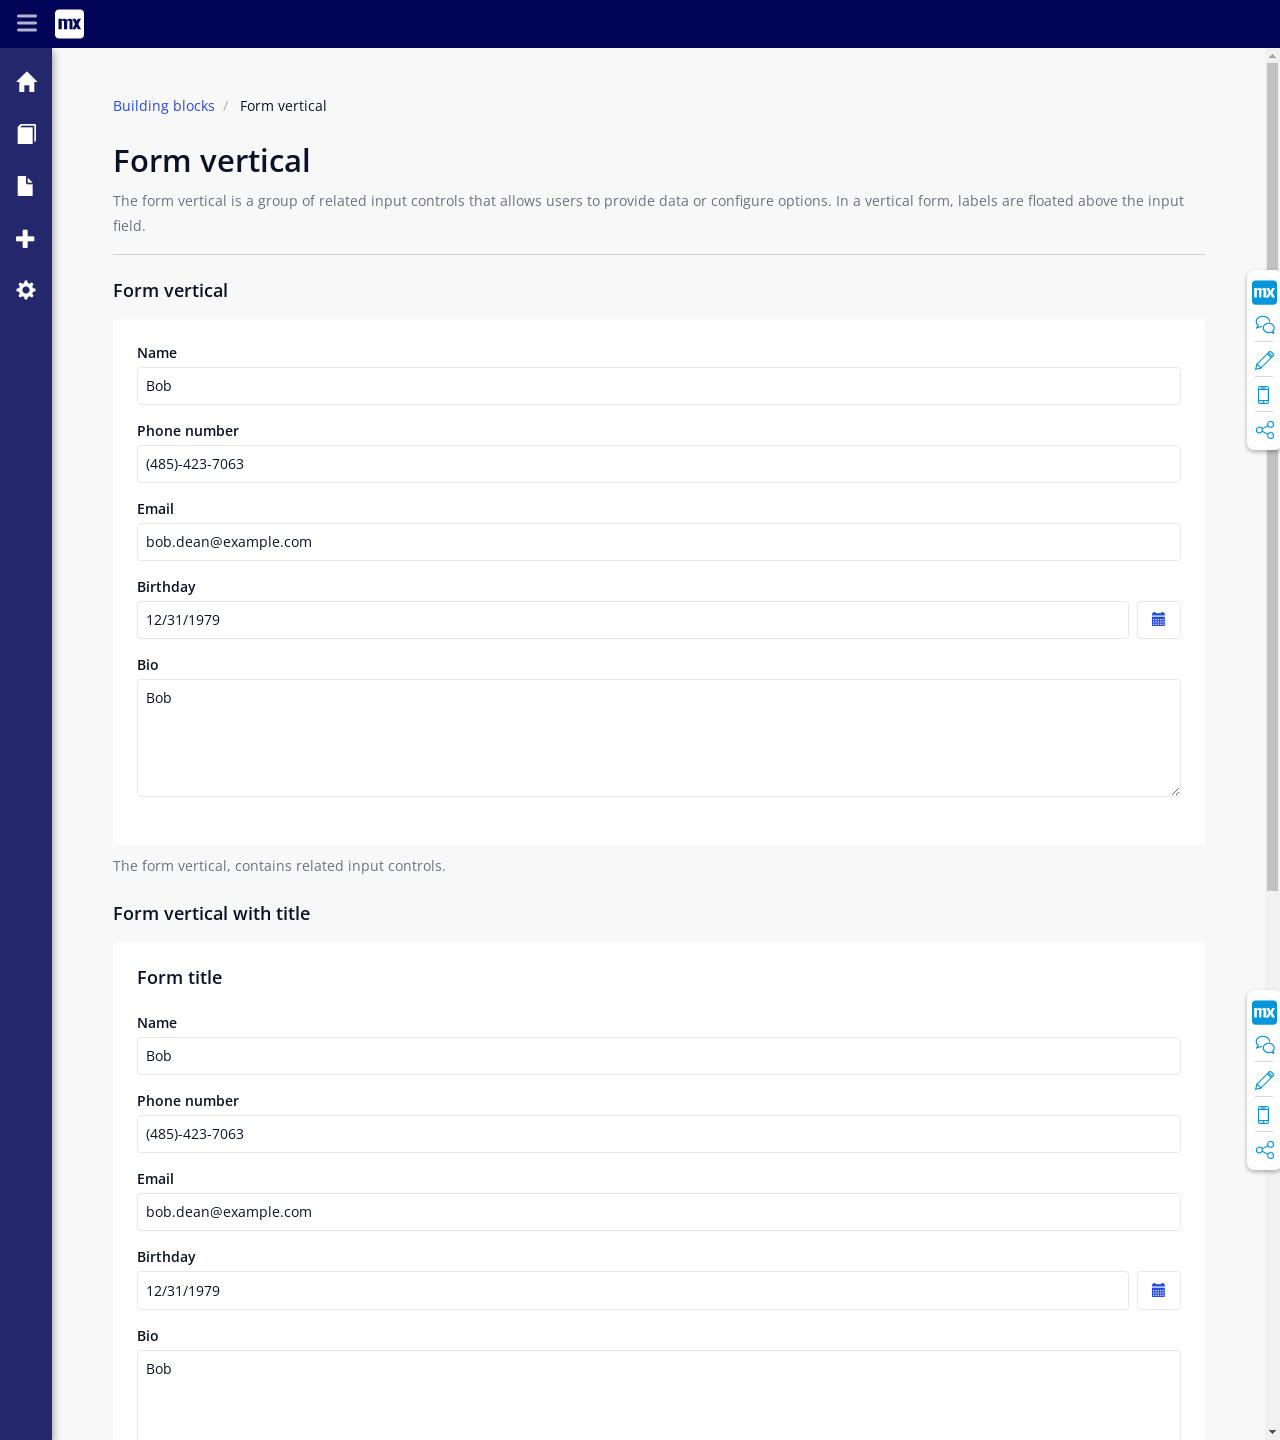 mx
Building blocks / Form vertical
Form vertical
The form vertical is a group of related input controls that allows users to provide data or configure options. In a vertical form, labels are floated above the input
field.
Form vertical
mx
Name
Bob
Phone number
(485)-423-7063
Email
bob.dean@example.com
Birthday
12/31/1979
Bio
Bob
The form vertical, contains related input controls.
Form vertical with title
Form title
mx
Name
Bob
Phone number
(485)-423-7063
Email
bob.dean@example.com
Birthday
12/31/1979
Bio
Bob